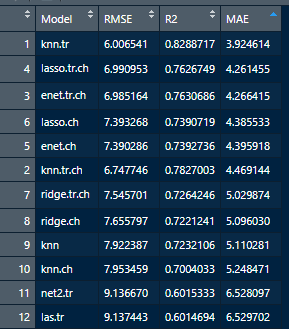 Model RMSE R2 MAE
1 knn.tr 6.006541 0.8288717 3.924614
4 lasso.tr.ch 6.990953 0.7626749 4.261455
3 enet.tr.ch 6.985164 0.7630686 4.266415
6 lasso.ch 7.393268 0.7390719 4.385533
5 enet.ch 7.390286 0.7392736 4.395918
2 knn.tr.ch 6.747746 0.7827003 4.469144
7 ridge.tr.ch 7.545701 0.7264246 5.029874
8 ridge.ch 7.655797 0.7221241 5.096030
9 knn 7.922387 0.7232106 5.110281
10 knn.ch 7.953459 0.7004033 5.248471
11 net2.tr 9.136670 0.6015333 6.528097
12 las.tr 9.137443 0.6014694 6.529702